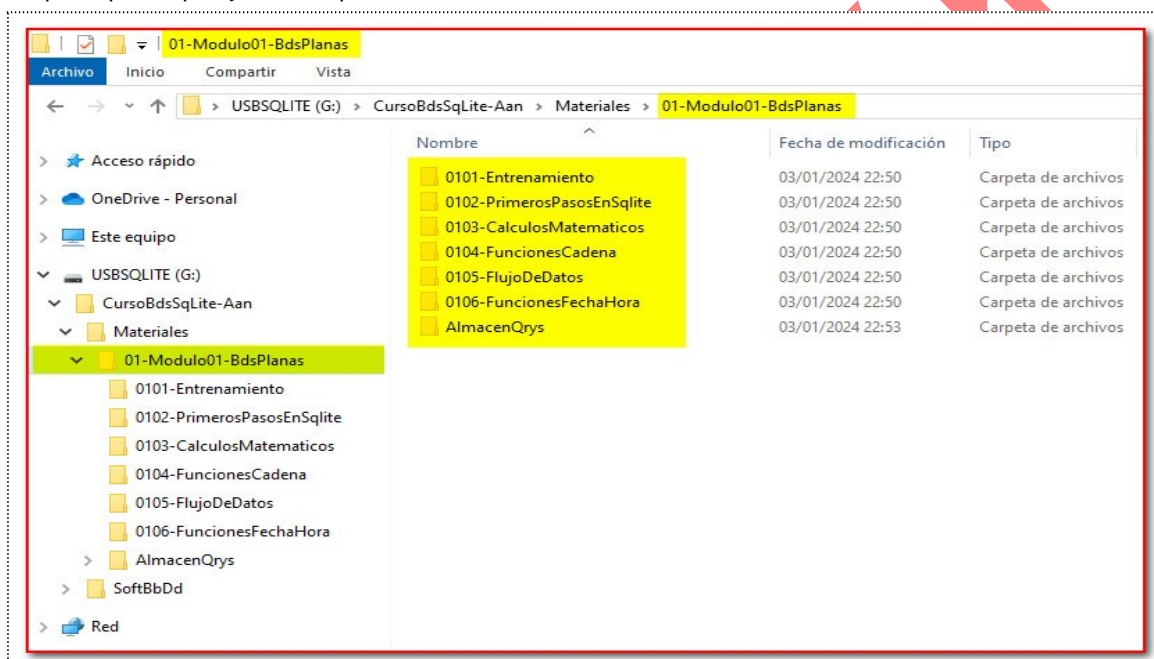 01-Modulo01-BdsPlanas
Archivo Inicio Compartir Vista
USBSQLITE (G:) > CursoBdsSqLite-Aan > Materiales > 01-Modulo01-BdsPlanas
Nombre Fecha de modificación Tipo
Acceso rápido
OneDrive - Personal
Este equipo
USBSQLITE (G:)
CursoBdsSqLite-Aan
Materiales
01-Modulo01-BdsPlanas
0101-Entrenamiento
0102-PrimerosPasosEnSqlite
0103-CalculosMatematicos
0104-FuncionesCadena
0105-FlujoDeDatos
0106-FuncionesFechaHora
AlmacenQrys
SoftBbDd
Red
0101-Entrenamiento 03/01/2024 22:50 Carpeta de archivos
0102-PrimerosPasosEnSqlite 03/01/2024 22:50 Carpeta de archivos
0103-CalculosMatematicos 03/01/2024 22:50 Carpeta de archivos
0104-FuncionesCadena 03/01/2024 22:50 Carpeta de archivos
0105-FlujoDeDatos 03/01/2024 22:50 Carpeta de archivos
0106-FuncionesFechaHora 03/01/2024 22:50 Carpeta de archivos
AlmacenQrys 03/01/2024 22:53 Carpeta de archivos